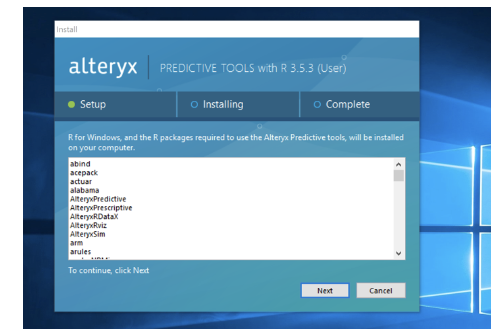 Install
alteryx PREDICTIVE TOOLS with R 3.5.3 (User)
Setup Installing Complete
R for Windows, and the R packages required to use the Alteryx Predictive tools, will be installed
on your computer.
abind
acepack
actuar
alabama
AlteryxPredictive
AlteryxPrescriptive
AlteryxRDataX
AlteryxRviz
AlteryxSim
arm
arules
To continue, click Next
Next Cancel